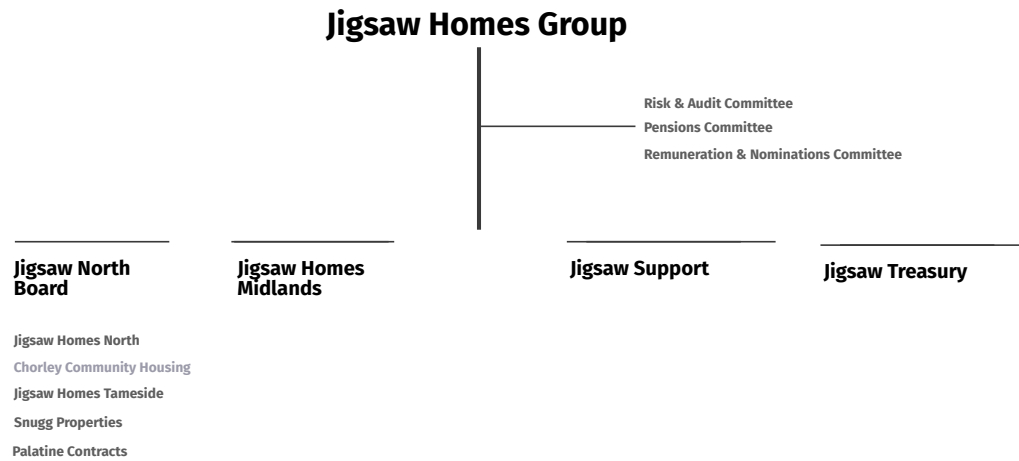 Jigsaw Homes Group
Risk & Audit Committee
Pensions Committee
Remuneration & Nominations Committee
Jigsaw North
Board
Jigsaw Homes
Midlands
Jigsaw Support
Jigsaw Treasury
Jigsaw Homes North
Chorley Community Housing
Jigsaw Homes Tameside
Snugg Properties
Palatine Contracts